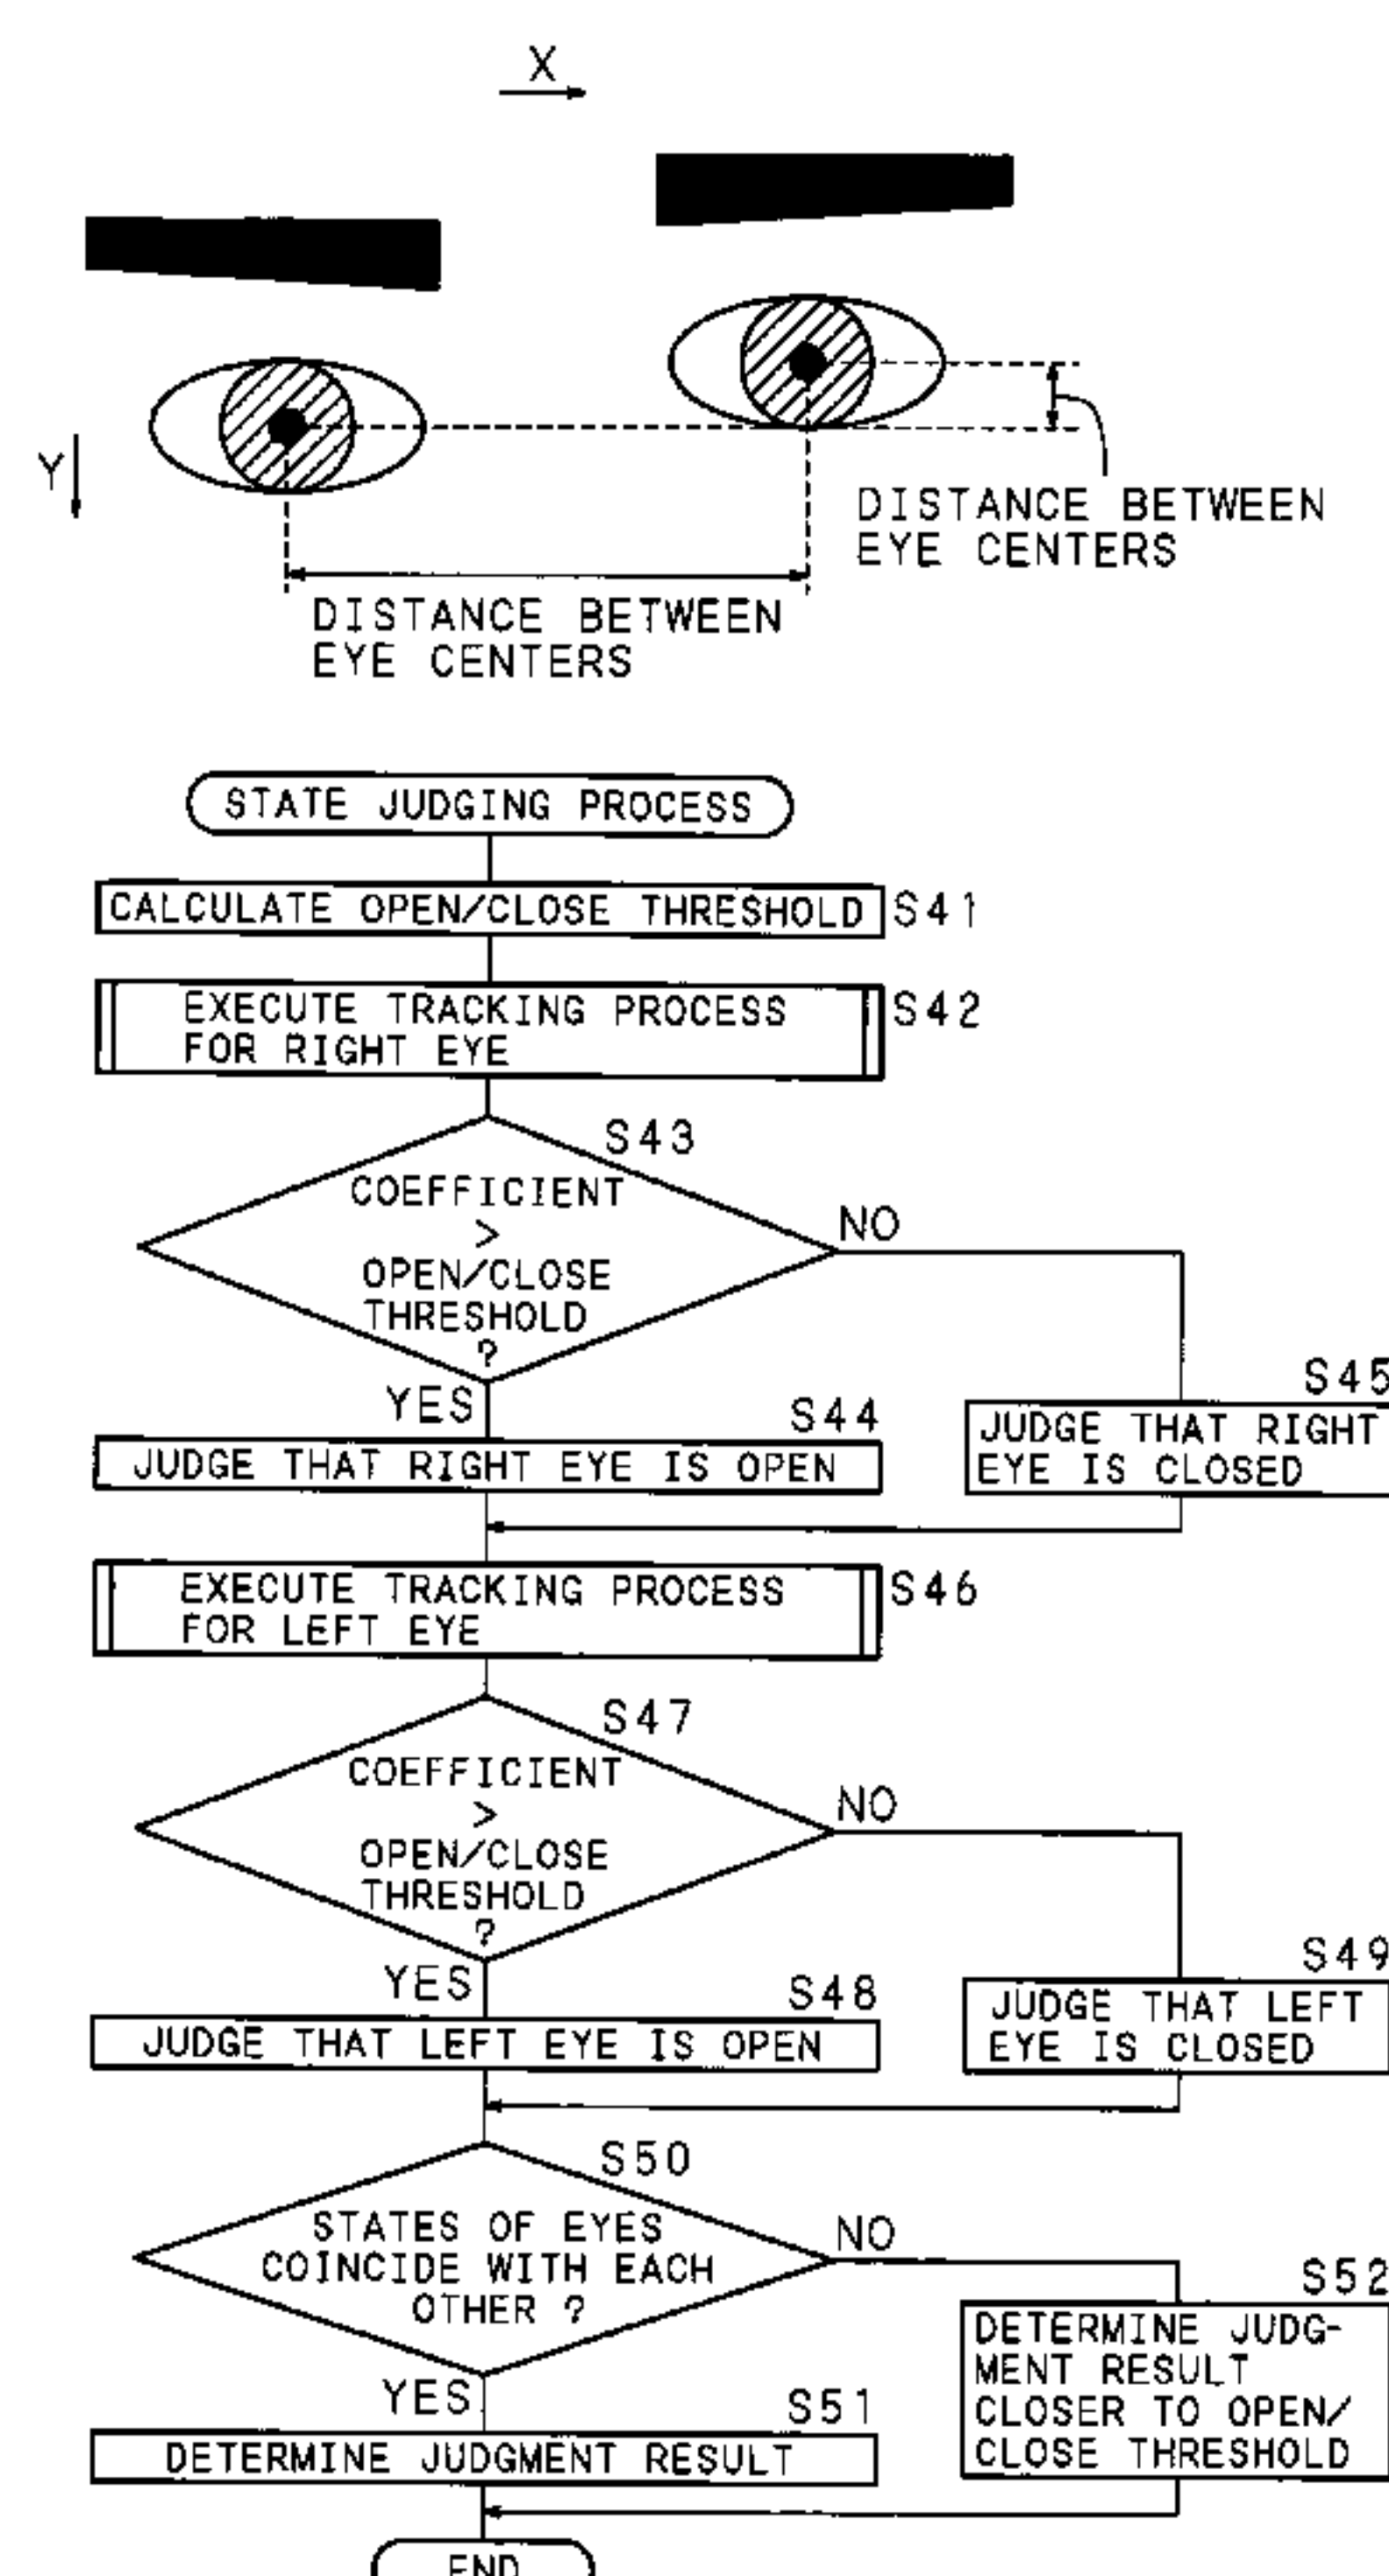 X
Y
DISTANCE BETWEEN
EYE CENTERS
DISTANCE BETWEEN
EYE CENTERS
STATE JUDGING PROCESS
CALCULATE OPEN/CLOSE THRESHOLD
S41
EXECUTE TRACKING PROCESS
FOR RIGHT EYE
S42
S43
COEFFICIENT
>
OPEN/CLOSE
THRESHOLD
?
NO
YES
S44
JUDGE THAT RIGHT EYE IS OPEN
S45
JUDGE THAT RIGHT
EYE IS CLOSED
EXECUTE TRACKING PROCESS
FOR LEFT EYE
S46
S47
COEFFICIENT
>
OPEN/CLOSE
THRESHOLD
?
NO
YES
S48
JUDGE THAT LEFT EYE IS OPEN
S49
JUDGE THAT LEFT
EYE IS CLOSED
S50
STATES OF EYES
COINCIDE WITH EACH
OTHER ?
NO
YES
S51
DETERMINE JUDGMENT RESULT
S52
DETERMINE JUDG-
MENT RESULT
CLOSER TO OPEN/
CLOSE THRESHOLD
END